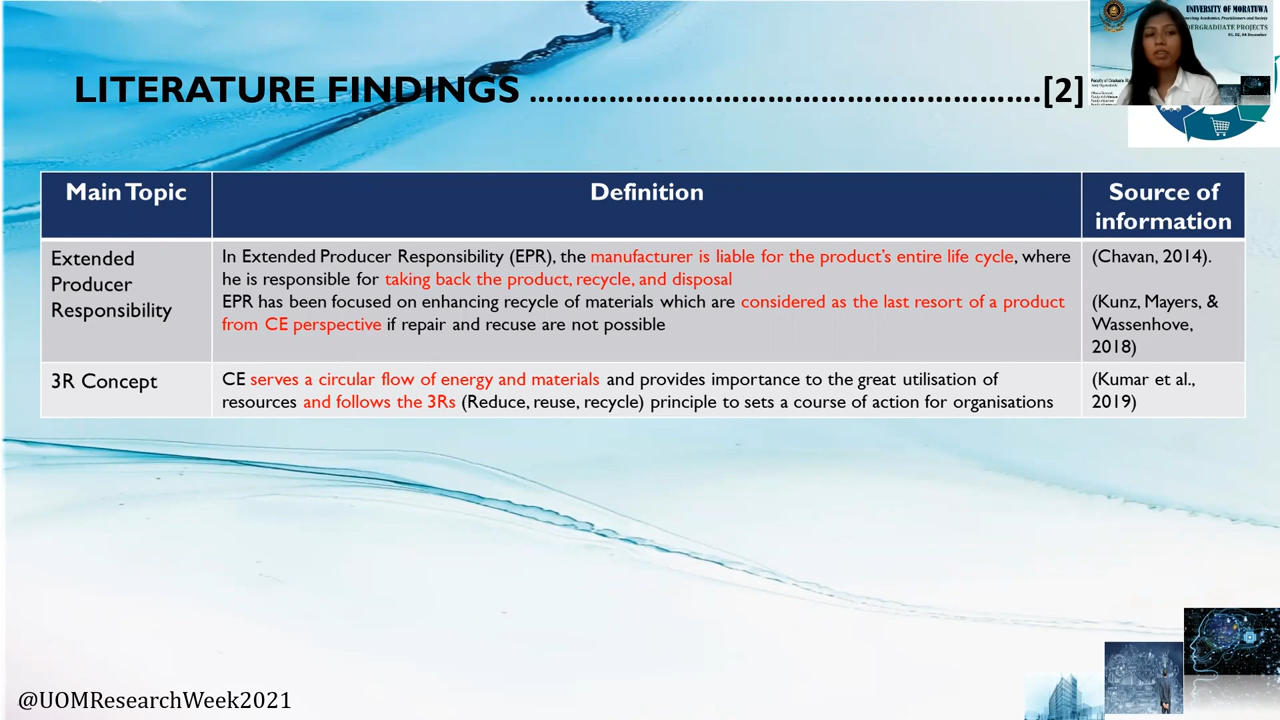 UNIVERSITY OF MORATUWA
LITERATURE FINDINGS ……………………………………………………….[2]
Main Topic
Definition
Source of
information
Extended
Producer
Responsibility
In Extended Producer Responsibility (EPR), the manufacturer is liable for the product's entire life cycle, where
he is responsible for taking back the product, recycle, and disposal
EPR has been focused on enhancing recycle of materials which are considered as the last resort of a product
from CE perspective if repair and recuse are not possible
(Chavan, 2014).
(Kunz, Mayers, &
Wassenhove,
2018)
3R Concept
CE serves a circular flow of energy and materials and provides importance to the great utilisation of
resources and follows the 3Rs (Reduce, reuse, recycle) principle to sets a course of action for organisations
(Kumar et al.,
2019)
@UOMResearchWeek2021